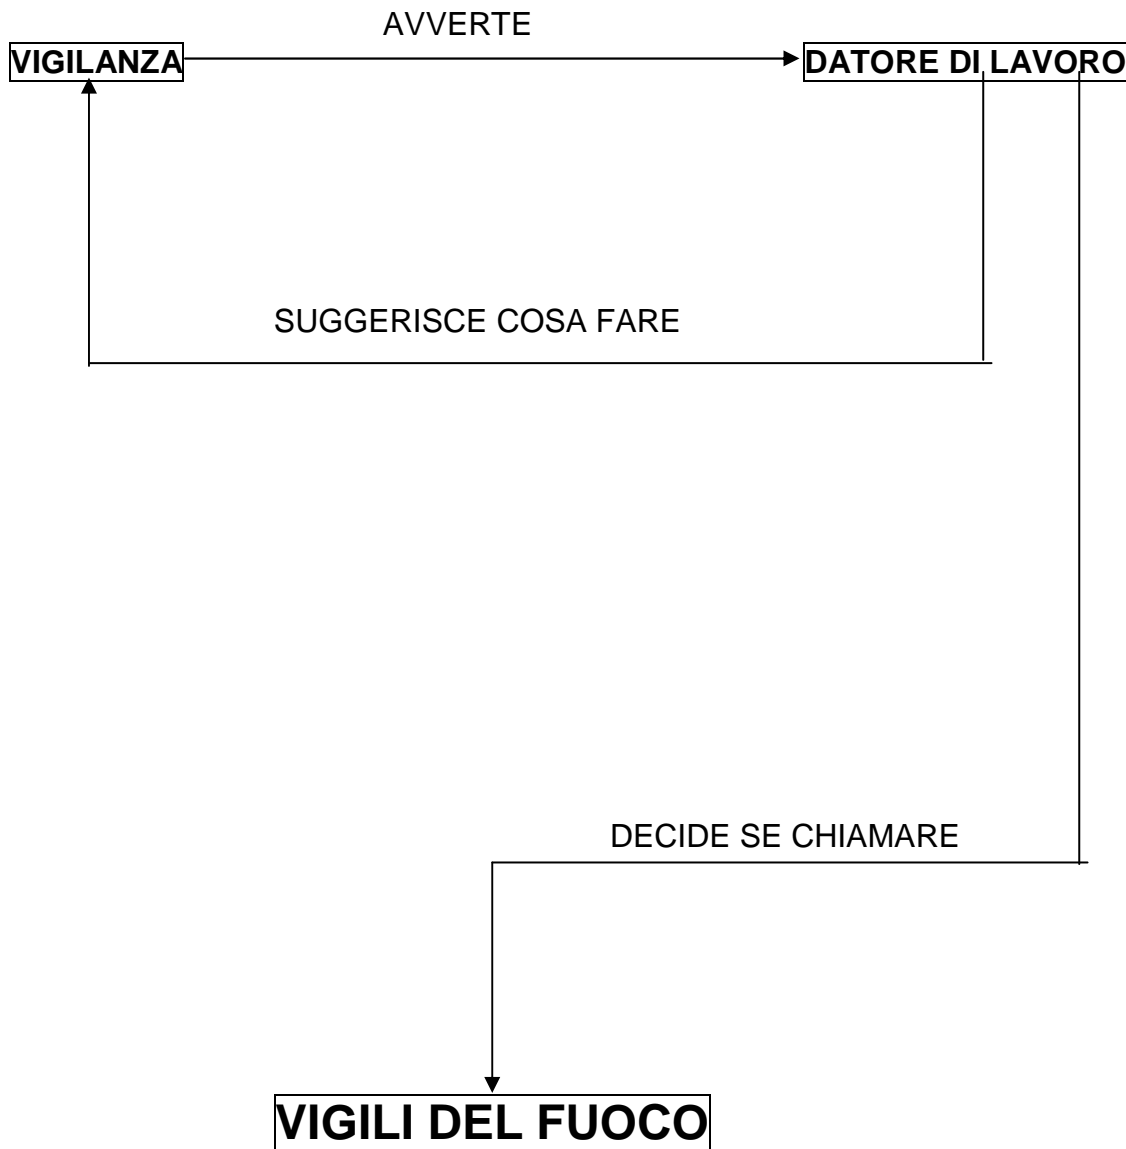 AVVERTE
VIGILANZA
DATORE DI LAVORO
SUGGERISCE COSA FARE
DECIDE SE CHIAMARE
VIGILI DEL FUOCO